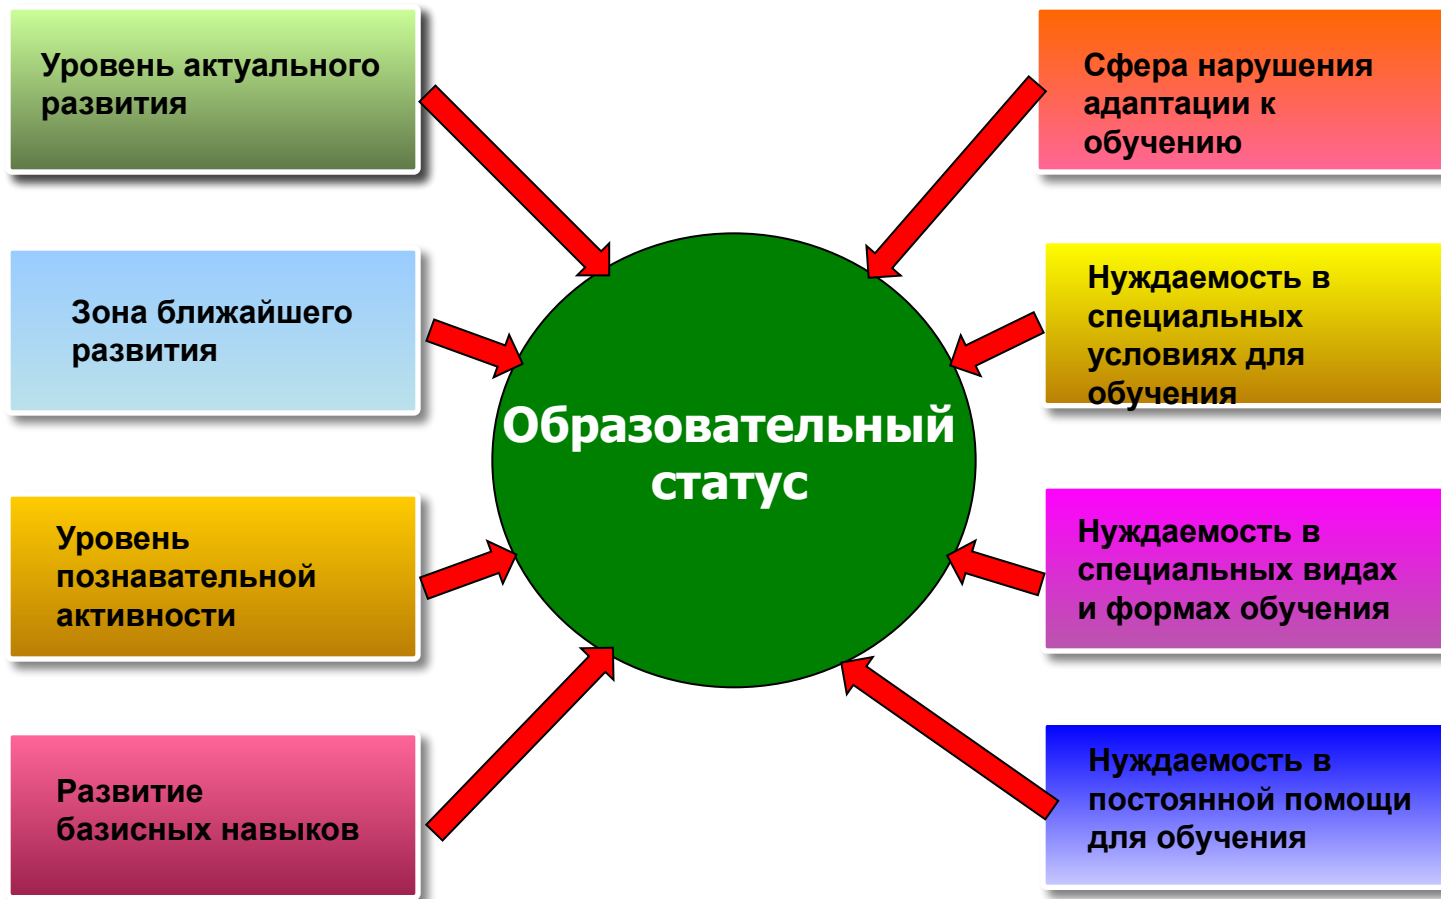 Уровень актуального
развития
Зона ближайшего
развития
Уровень
познавательной
активности
Развитие
базисных навыков
Образовательный
статус
Сфера нарушения
адаптации к
обучению
Нуждаемость в
специальных
условиях для
обучения
Нуждаемость в
специальных видах
и формах обучения
Нуждаемость в
постоянной помощи
для обучения